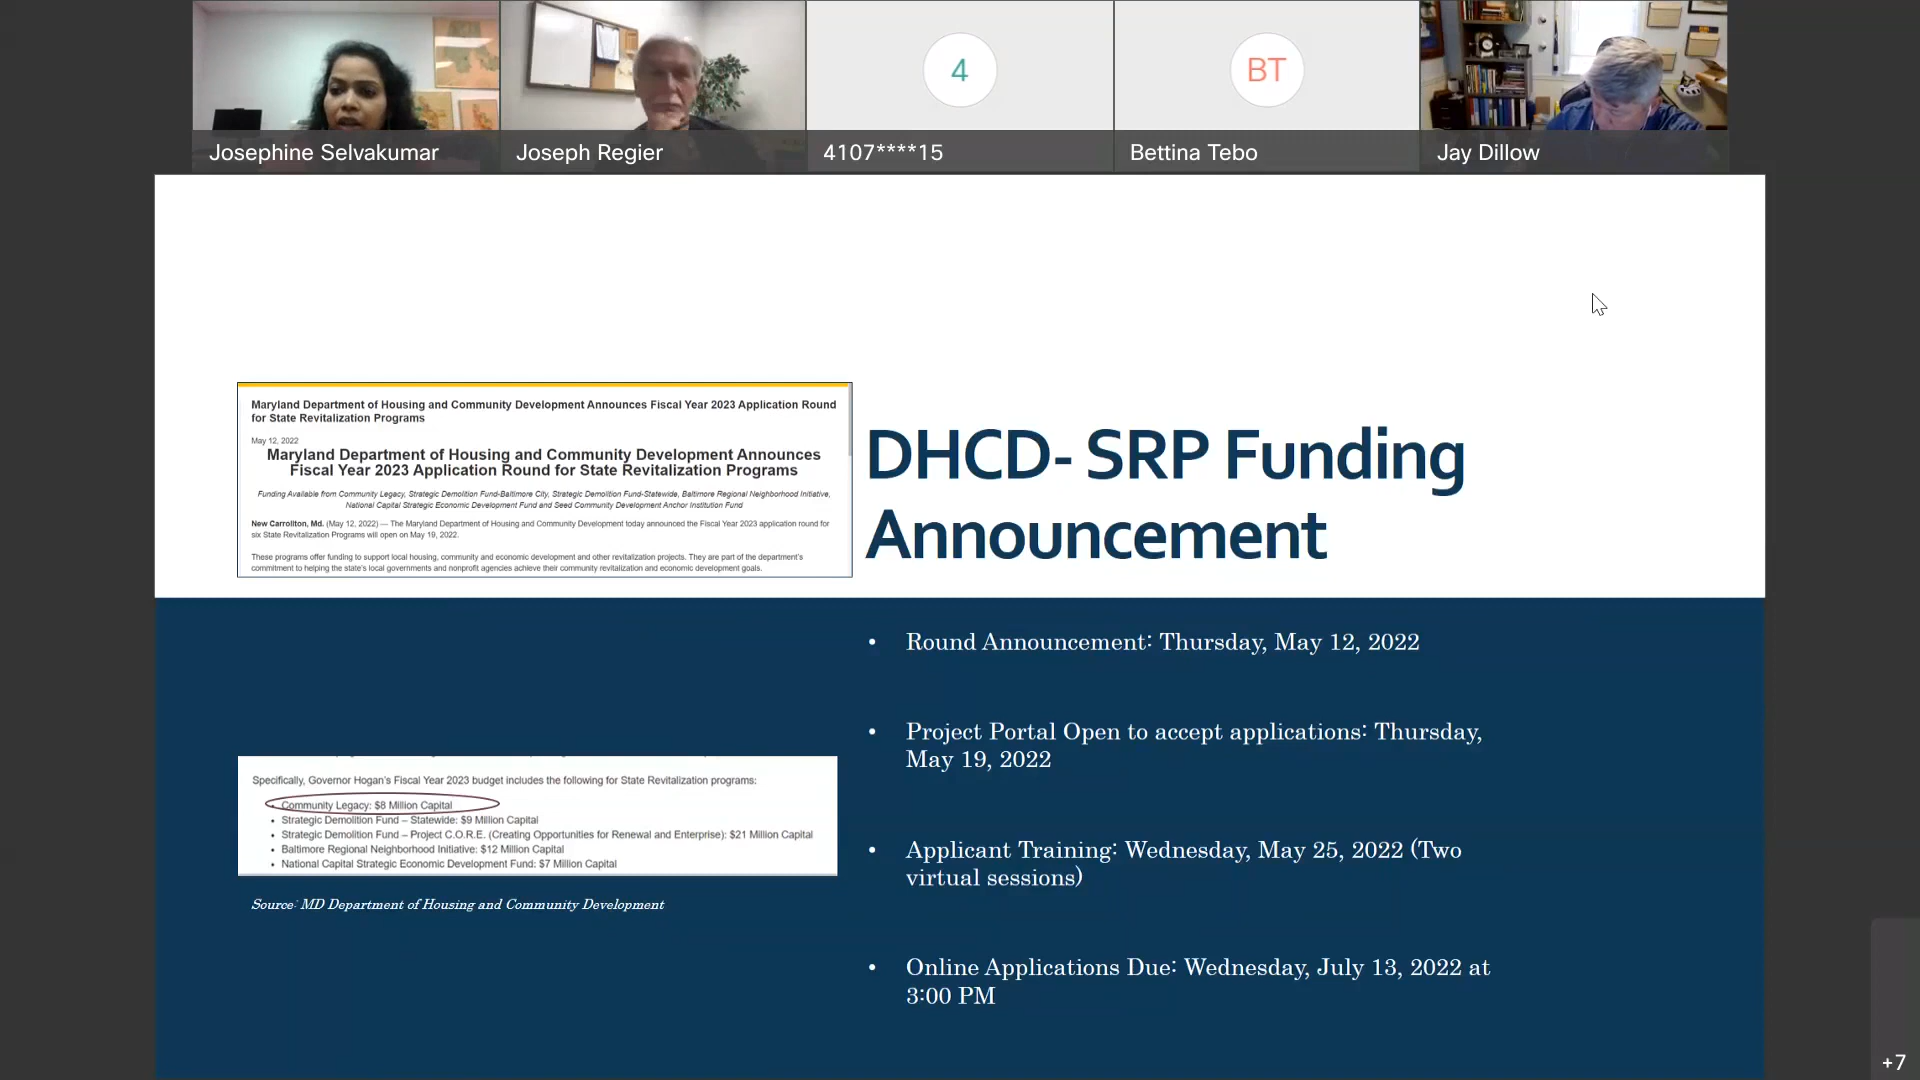 4
BT
Josephine Selvakumar
Joseph Regier
4107****15
Bettina Tebo
Jay Dillow
Maryland Department of Housing and Community Development Announces Fiscal Year 2023 Application Round
for State Revitalization Programs
May 12, 2022
Maryland Department of Housing and Community Development Announces
Fiscal Year 2023 Application Round for State Revitalization Programs
Funding Available from Community Legacy, Strategic Demolition Fund-Baltimore City, Strategic Demolition Fund-Statewide, Baltimore Regional Neighborhood Initiative,
National Capital Strategic Economic Development Fund and Seed Community Development Anchor Institution Fund
New Carrollton, Md. (May 12, 2022) — The Maryland Department of Housing and Community Development today announced the Fiscal Year 2023 application round for
six State Revitalization Programs will open on May 19, 2022.
These programs offer funding to support local housing, community and economic development and other revitalization projects. They are part of the department's
commitment to helping the state's local governments and nonprofit agencies achieve their community revitalization and economic development goals.
DHCD- SRP Funding
Announcement
• Round Announcement: Thursday, May 12, 2022
• Project Portal Open to accept applications: Thursday,
May 19, 2022
• Applicant Training: Wednesday, May 25, 2022 (Two
virtual sessions)
• Online Applications Due: Wednesday, July 13, 2022 at
3:00 PM
Specifically, Governor Hogan's Fiscal Year 2023 budget includes the following for State Revitalization programs:
• Community Legacy: $8 Million Capital
• Strategic Demolition Fund – Statewide: $9 Million Capital
• Strategic Demolition Fund – Project C.O.R.E. (Creating Opportunities for Renewal and Enterprise): $21 Million Capital
• Baltimore Regional Neighborhood Initiative: $12 Million Capital
• National Capital Strategic Economic Development Fund: $7 Million Capital
Source: MD Department of Housing and Community Development
+7